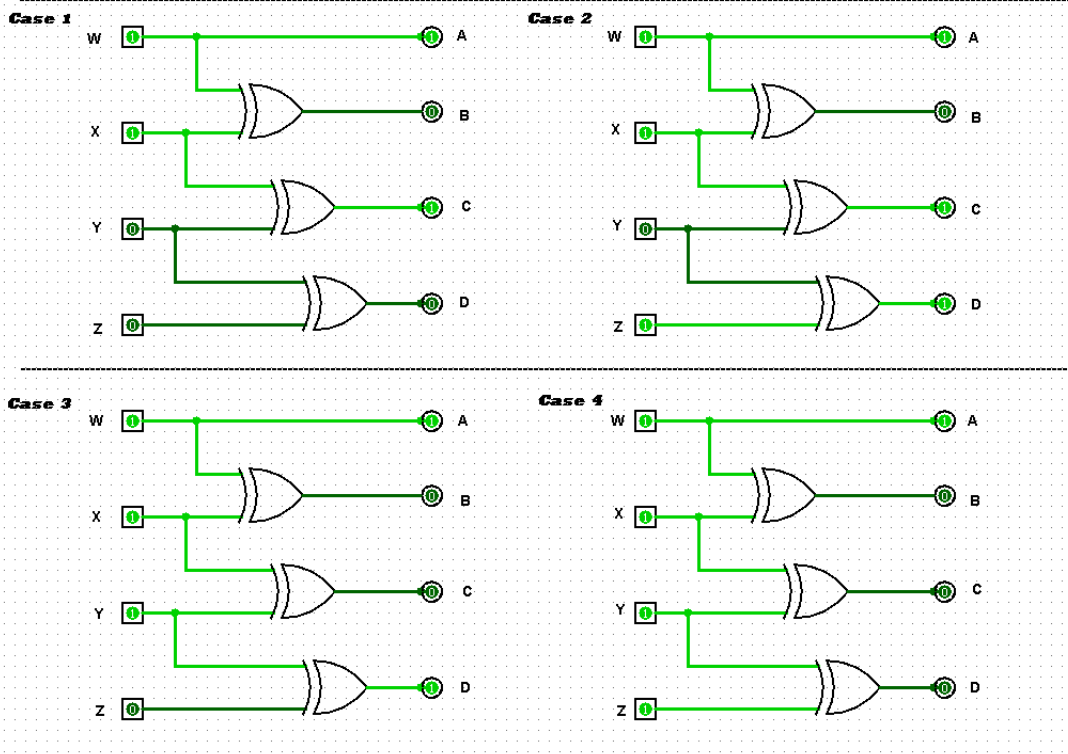 Case 1
Case 2
W 1 1 A
W 1 1 A
0 B
0 B
X 1
X 1
1 C
1 C
Y 0
Y 0
0 D
1 D
Z 0
Z 1
Case 3
Case 4
W 1 1 A
W 1 1 A
0 B
0 B
X 1
X 1
0 C
0 C
Y 1
Y 1
1 D
0 D
Z 0
Z 1